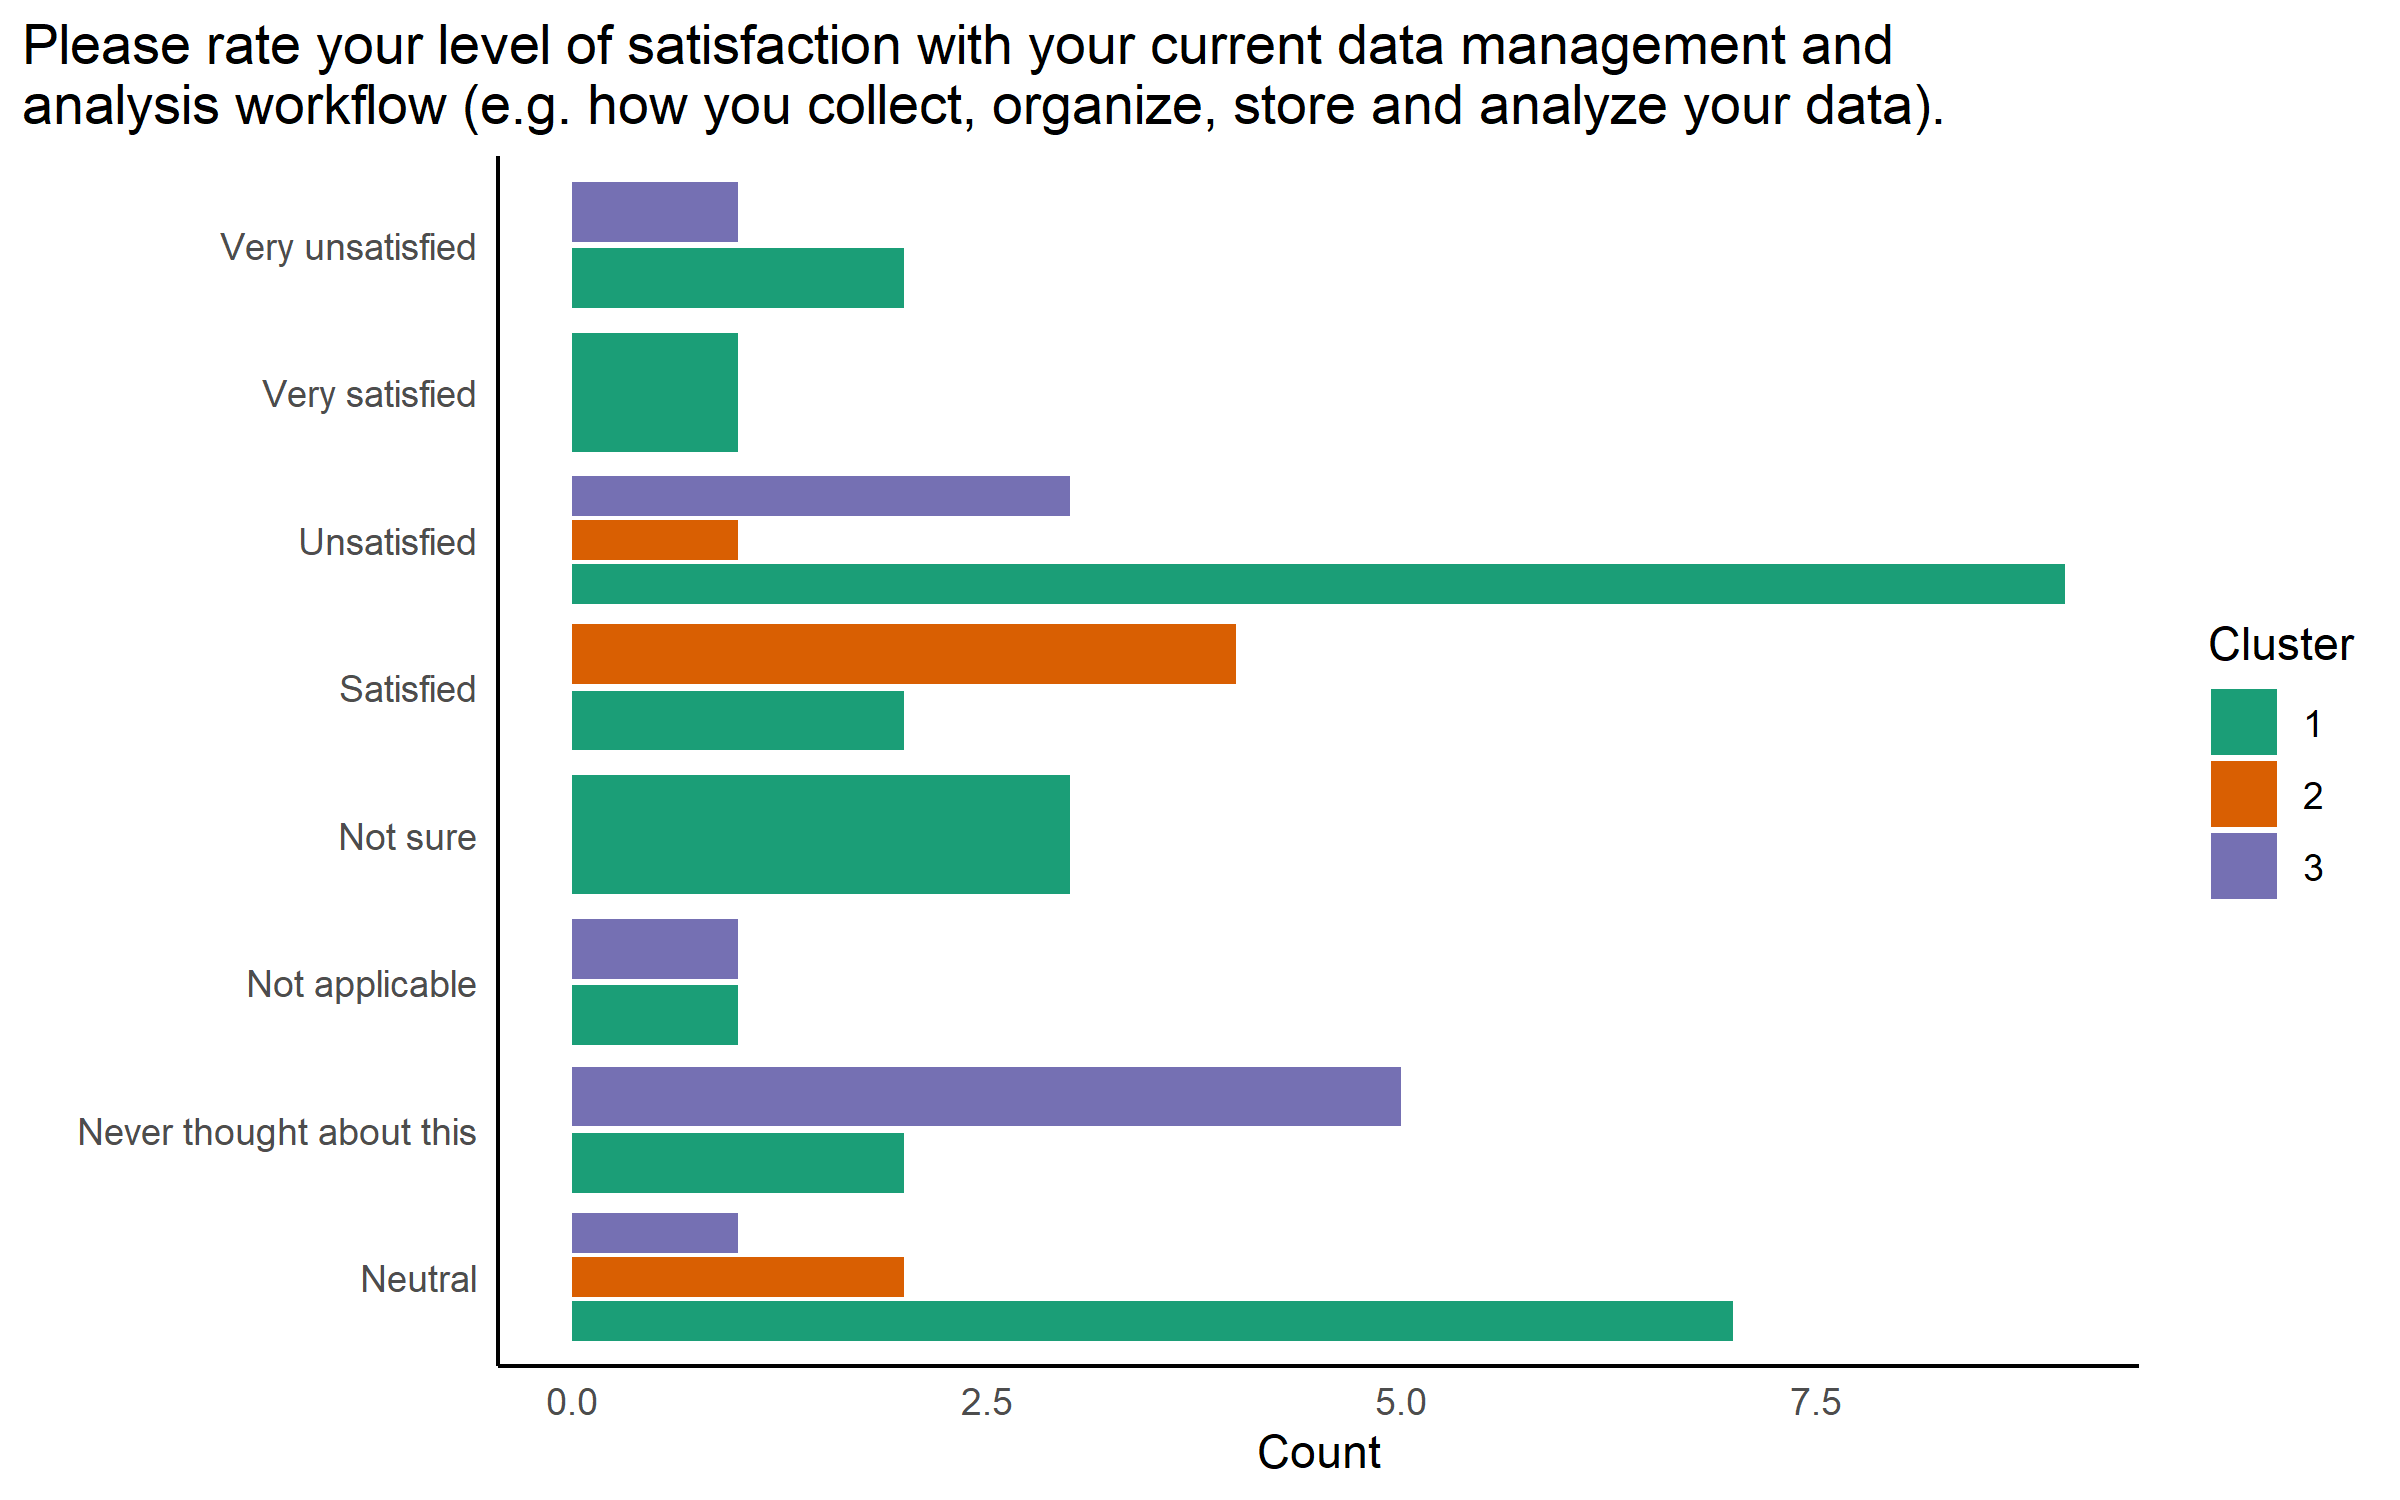 Please rate your level of satisfaction with your current data management and
analysis workflow (e.g. how you collect, organize, store and analyze your data).
Very unsatisfied
Very satisfied
Unsatisfied
Satisfied
Not sure
Not applicable
Never thought about this
Neutral
0.0 2.5 5.0 7.5
Count
Cluster
1
2
3